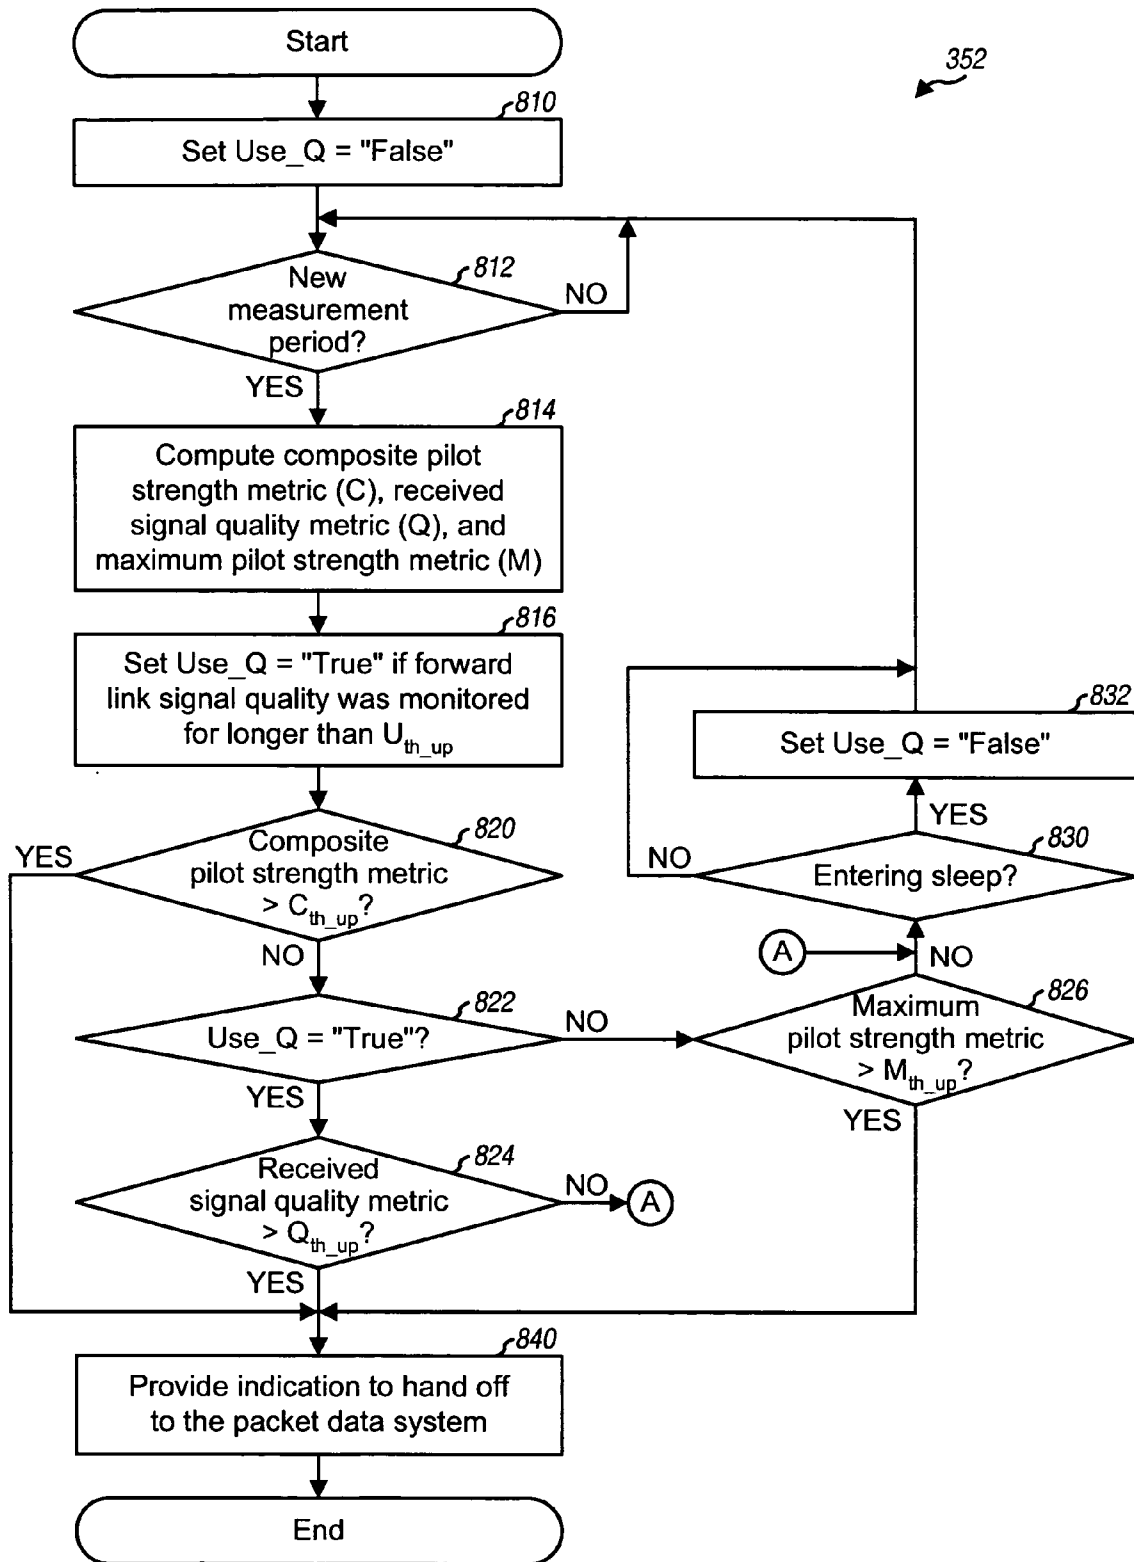 Start
352
810
Set Use_Q = "False"
812
New
measurement
period?
NO
YES
814
Compute composite pilot
strength metric (C), received
signal quality metric (Q), and
maximum pilot strength metric (M)
816
Set Use_Q = "True" if forward
link signal quality was monitored
for longer than U_th_up
832
Set Use_Q = "False"
YES
820
Composite
pilot strength metric
> C_th_up?
YES
NO
830
Entering sleep?
NO
A
NO
822
Use_Q = "True"?
NO
YES
826
Maximum
pilot strength metric
> M_th_up?
YES
824
Received
signal quality metric
> Q_th_up?
NO
A
YES
840
Provide indication to hand off
to the packet data system
End